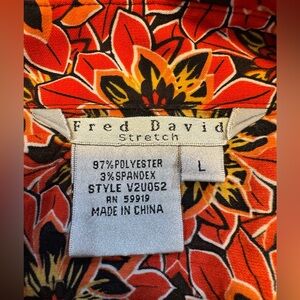 Fred David
Stretch
97%POLYESTER
3%SPANDEX
STYLE V2U052
RN 59919
MADE IN CHINA
L